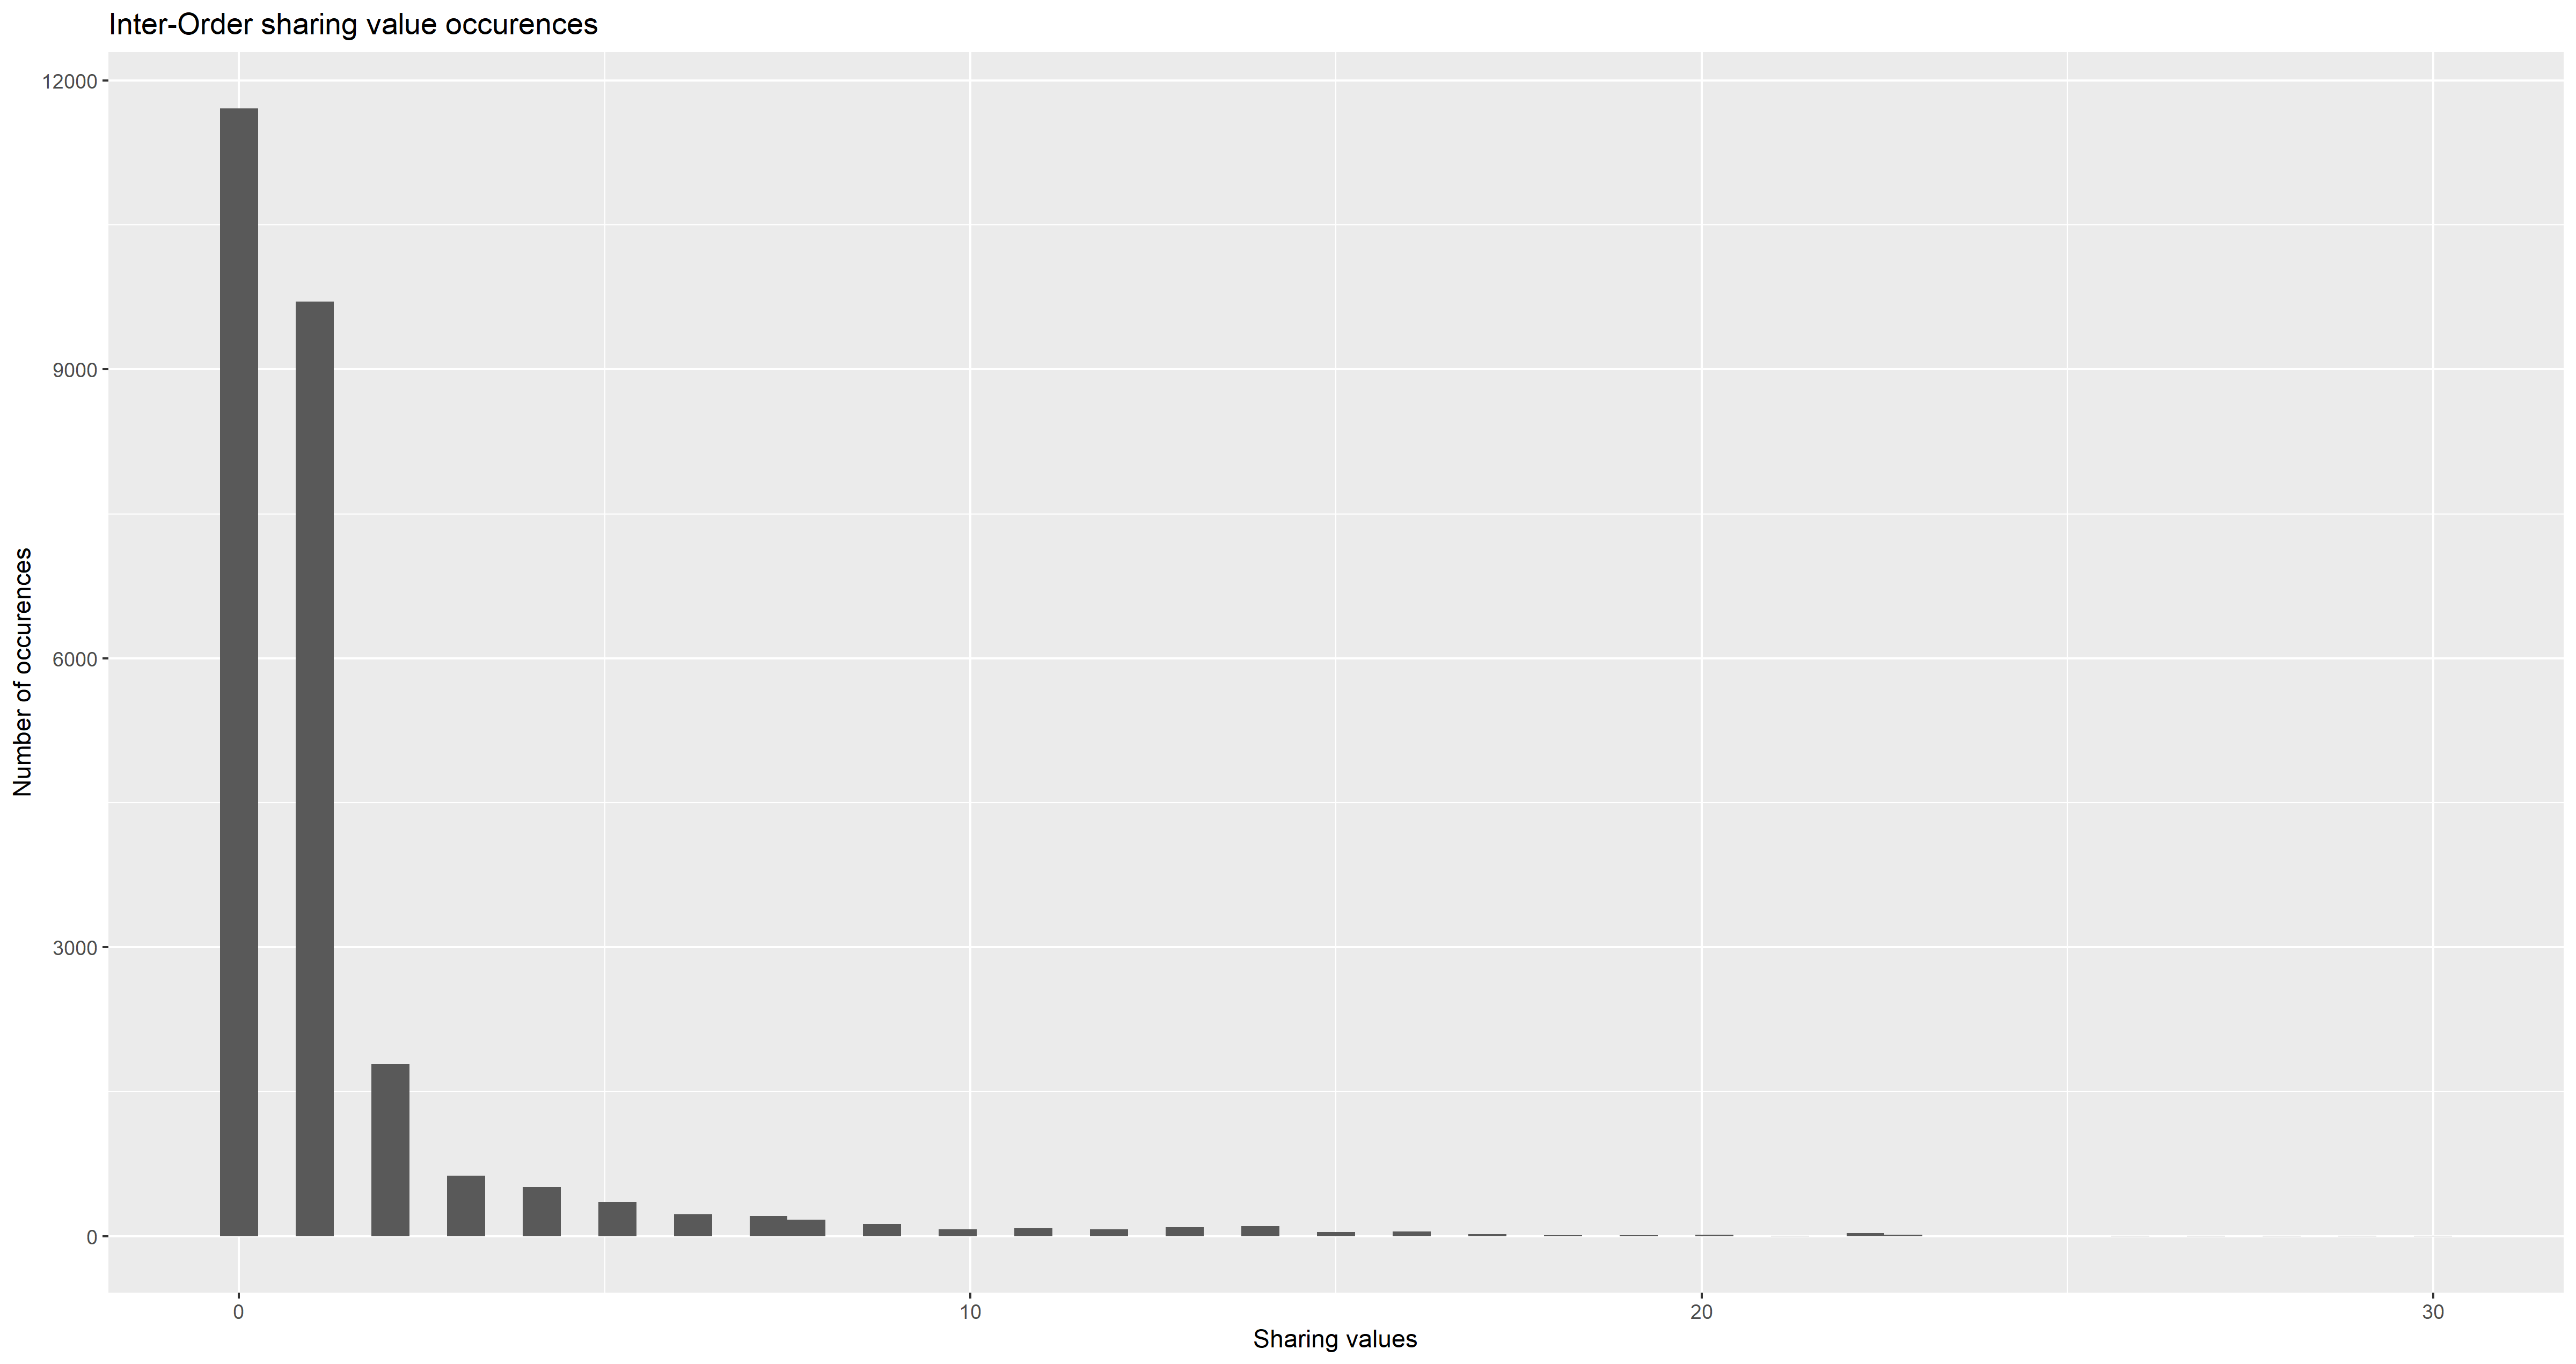 Inter-Order sharing value occurences
12000
9000
6000
3000
0
Number of occurences
0 10 20 30
Sharing values